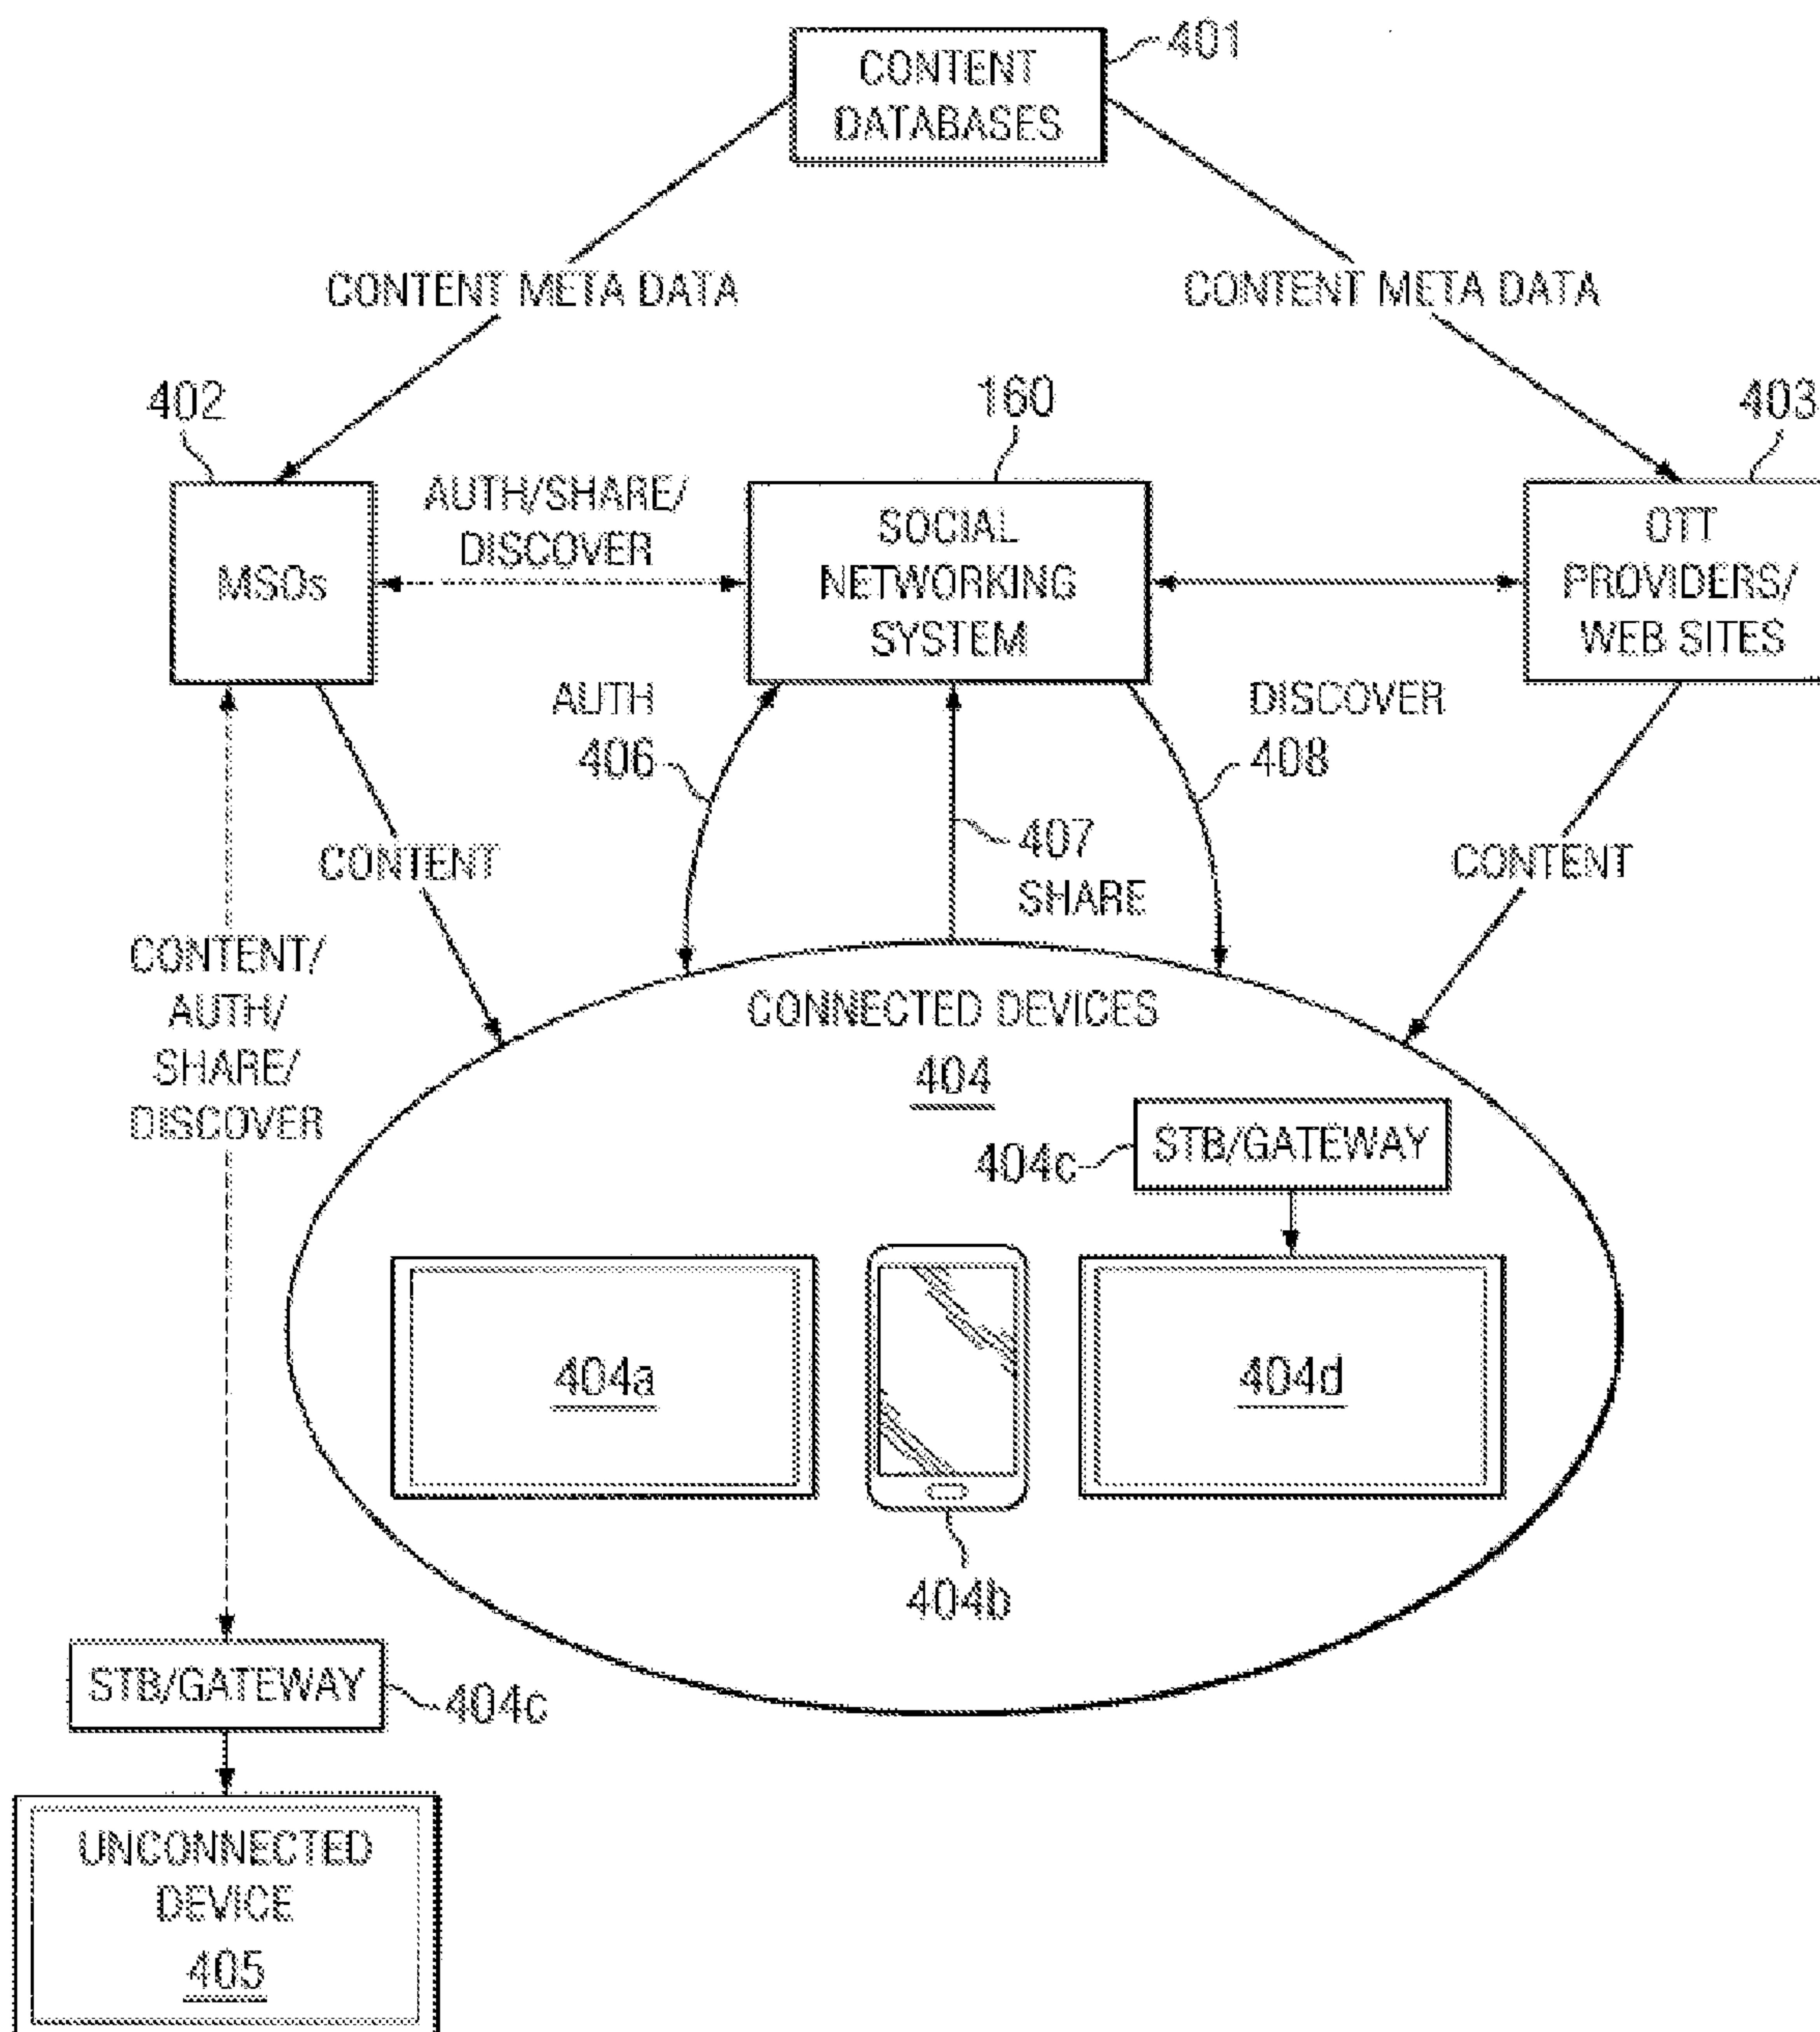 401
CONTENT
DATABASES
CONTENT META DATA
CONTENT META DATA
402
160
403
MSOs
AUTH/SHARE/
DISCOVER
SOCIAL
NETWORKING
SYSTEM
OTT
PROVIDERS/
WEB SITES
AUTH
406
DISCOVER
408
407
SHARE
CONTENT
CONTENT
CONTENT/
AUTH/
SHARE/
DISCOVER
CONNECTED DEVICES
404
404c
STB/GATEWAY
404a
404d
404b
STB/GATEWAY
404c
UNCONNECTED
DEVICE
405